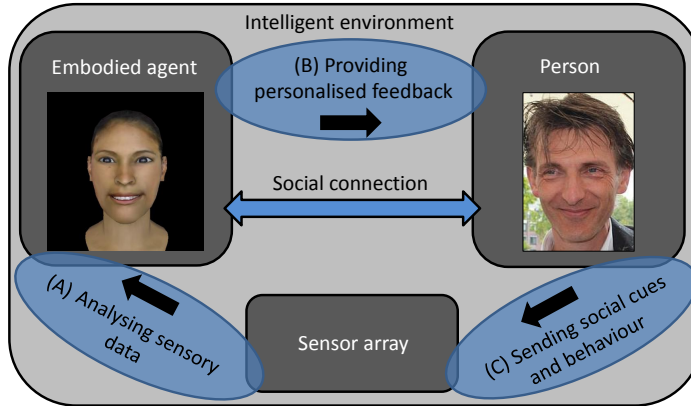 Intelligent environment
Embodied agent
(B) Providing
personalised feedback
Person
Social connection
(A) Analysing sensory
data
Sensor array
(C) Sending social cues
and behaviour